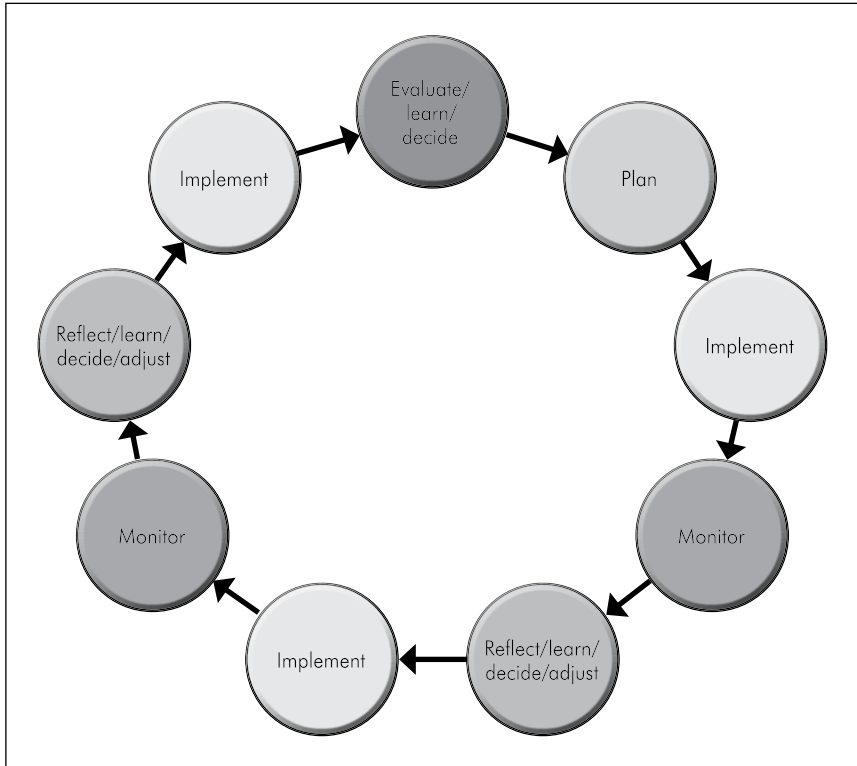 Evaluate/
learn/
decide
Plan
Implement
Monitor
Reflect/learn/
decide/adjust
Implement
Monitor
Reflect/learn/
decide/adjust
Implement